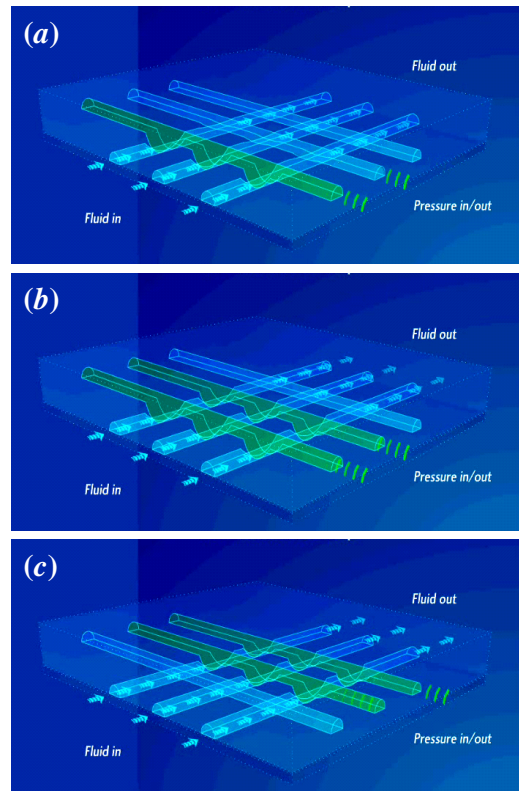 (a)
Fluid out
Fluid in
Pressure in/out
(b)
Fluid out
Fluid in
Pressure in/out
(c)
Fluid out
Fluid in
Pressure in/out